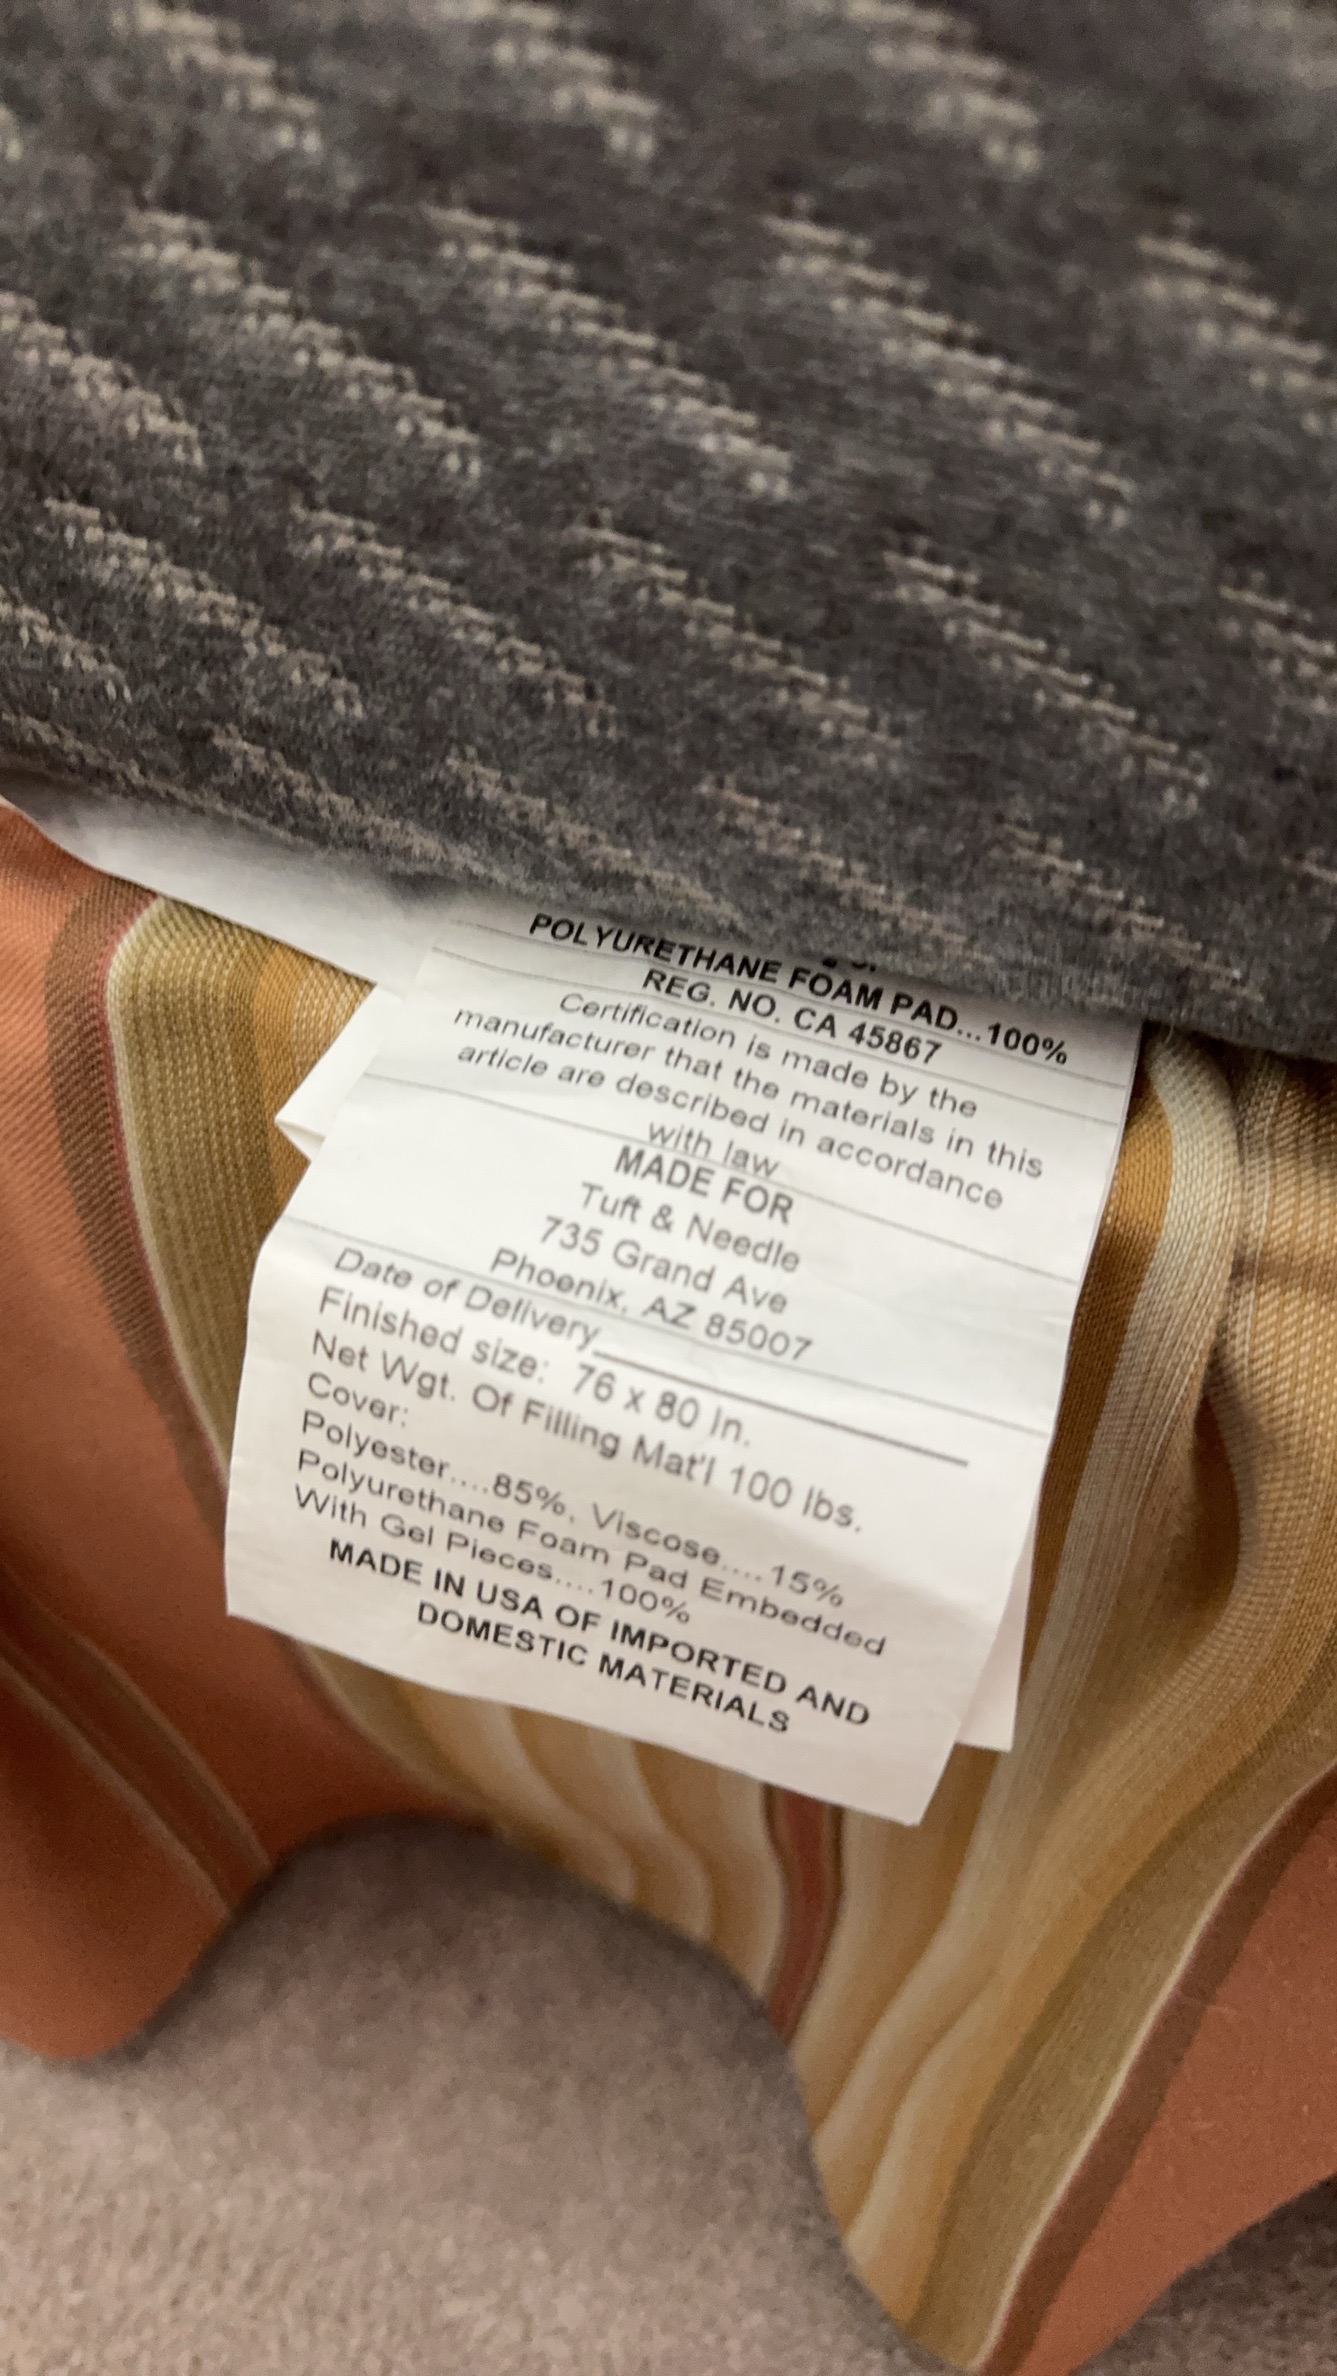 POLYURETHANE FOAM PAD...100%
REG. NO. CA 45867
Certification is made by the
manufacturer that the materials in this
article are described in accordance
with law
MADE FOR
Tuft & Needle
735 Grand Ave
Phoenix, AZ 85007
Date of Delivery
Finished size: 76 x 80 In.
Net Wgt. Of Filling Mat'l 100 lbs.
Cover:
Polyester....85%, Viscose....15%
Polyurethane Foam Pad Embedded
With Gel Pieces....100%
MADE IN USA OF IMPORTED AND
DOMESTIC MATERIALS